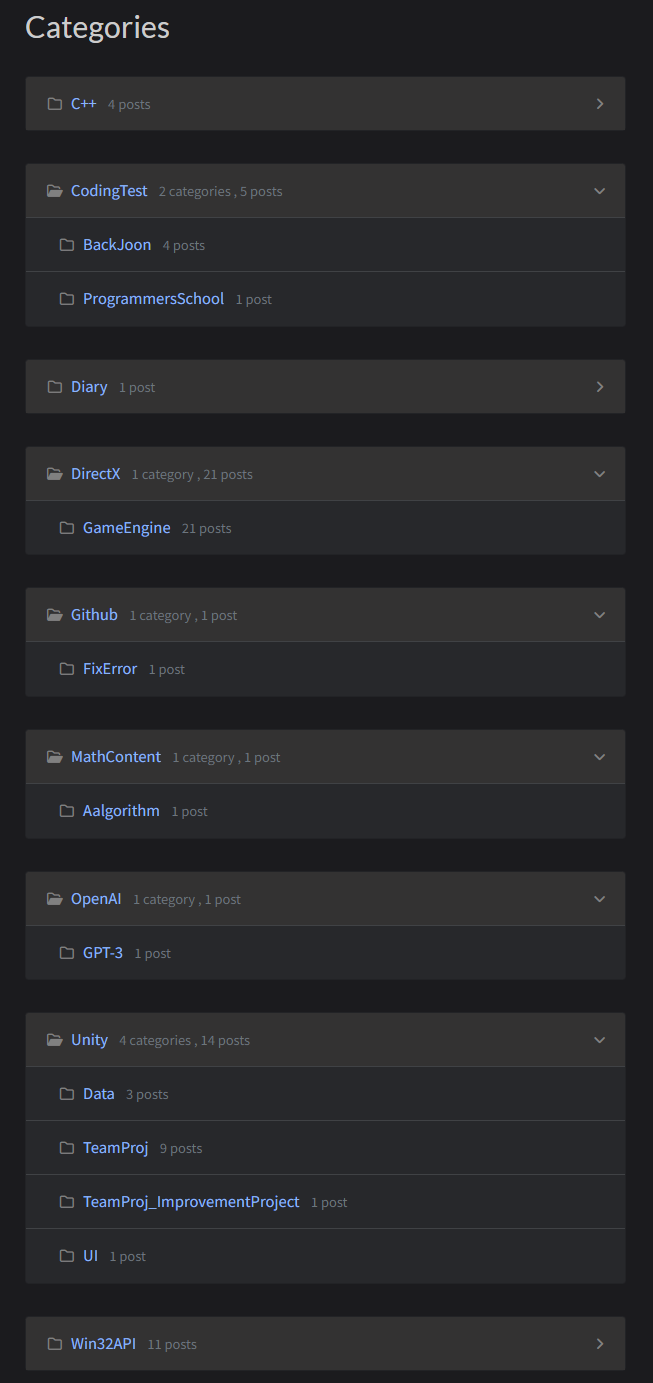 Categories
C++ 4 posts
CodingTest 2 categories , 5 posts
BackJoon 4 posts
ProgrammersSchool 1 post
Diary 1 post
DirectX 1 category , 21 posts
GameEngine 21 posts
Github 1 category , 1 post
FixError 1 post
MathContent 1 category , 1 post
Aalgorithm 1 post
OpenAI 1 category , 1 post
GPT-3 1 post
Unity 4 categories , 14 posts
Data 3 posts
TeamProj 9 posts
TeamProj_ImprovementProject 1 post
UI 1 post
Win32API 11 posts